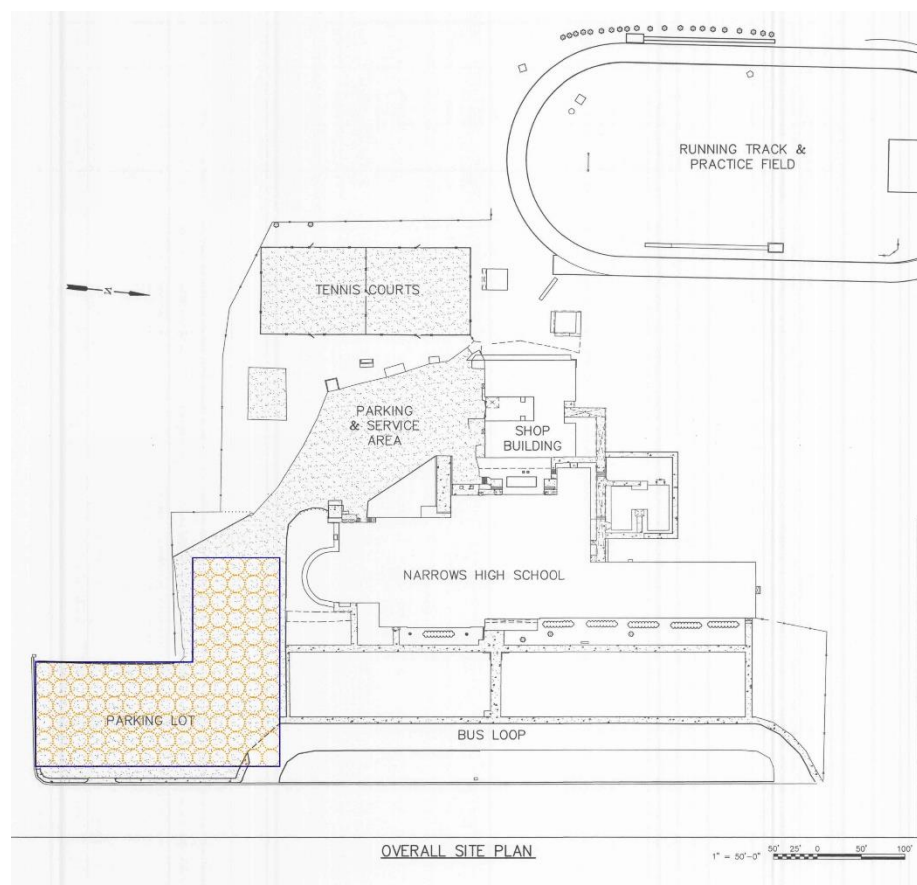 RUNNING TRACK &
PRACTICE FIELD
TENNIS COURTS
N
PARKING
& SERVICE
AREA
SHOP
BUILDING
NARROWS HIGH SCHOOL
PARKING LOT
BUS LOOP
OVERALL SITE PLAN
1" = 50'-0"
50' 25' 0 50' 100'